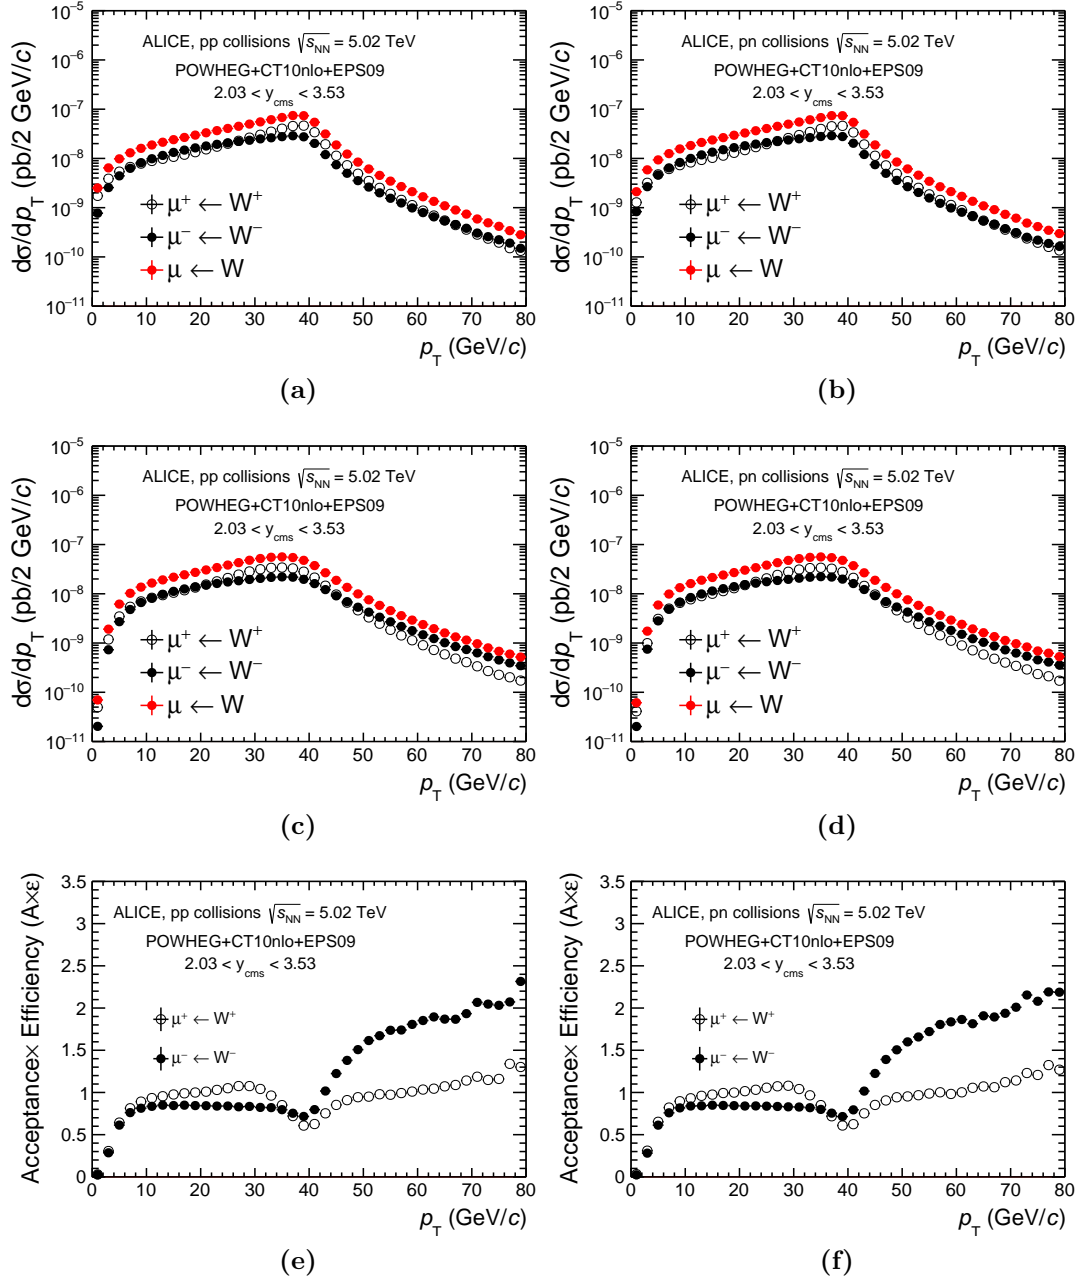 10⁻⁵
10⁻⁶
10⁻⁷
10⁻⁸
10⁻⁹
10⁻¹⁰
10⁻¹¹
dσ/dp_T (pb/2 GeV/c)
ALICE, pp collisions √s_NN = 5.02 TeV
POWHEG+CT10nlo+EPS09
2.03 < y_cms < 3.53
μ⁺ ← W⁺
μ⁻ ← W⁻
μ ← W
0 10 20 30 40 50 60 70 80
p_T (GeV/c)
(a)
10⁻⁵
10⁻⁶
10⁻⁷
10⁻⁸
10⁻⁹
10⁻¹⁰
10⁻¹¹
dσ/dp_T (pb/2 GeV/c)
ALICE, pn collisions √s_NN = 5.02 TeV
POWHEG+CT10nlo+EPS09
2.03 < y_cms < 3.53
μ⁺ ← W⁺
μ⁻ ← W⁻
μ ← W
0 10 20 30 40 50 60 70 80
p_T (GeV/c)
(b)
10⁻⁵
10⁻⁶
10⁻⁷
10⁻⁸
10⁻⁹
10⁻¹⁰
10⁻¹¹
dσ/dp_T (pb/2 GeV/c)
ALICE, pp collisions √s_NN = 5.02 TeV
POWHEG+CT10nlo+EPS09
2.03 < y_cms < 3.53
μ⁺ ← W⁺
μ⁻ ← W⁻
μ ← W
0 10 20 30 40 50 60 70 80
p_T (GeV/c)
(c)
10⁻⁵
10⁻⁶
10⁻⁷
10⁻⁸
10⁻⁹
10⁻¹⁰
10⁻¹¹
dσ/dp_T (pb/2 GeV/c)
ALICE, pn collisions √s_NN = 5.02 TeV
POWHEG+CT10nlo+EPS09
2.03 < y_cms < 3.53
μ⁺ ← W⁺
μ⁻ ← W⁻
μ ← W
0 10 20 30 40 50 60 70 80
p_T (GeV/c)
(d)
3.5
3
2.5
2
1.5
1
0.5
0
Acceptance× Efficiency (A×ε)
ALICE, pp collisions √s_NN = 5.02 TeV
POWHEG+CT10nlo+EPS09
2.03 < y_cms < 3.53
μ⁺ ← W⁺
μ⁻ ← W⁻
0 10 20 30 40 50 60 70 80
p_T (GeV/c)
(e)
3.5
3
2.5
2
1.5
1
0.5
0
Acceptance× Efficiency (A×ε)
ALICE, pn collisions √s_NN = 5.02 TeV
POWHEG+CT10nlo+EPS09
2.03 < y_cms < 3.53
μ⁺ ← W⁺
μ⁻ ← W⁻
0 10 20 30 40 50 60 70 80
p_T (GeV/c)
(f)